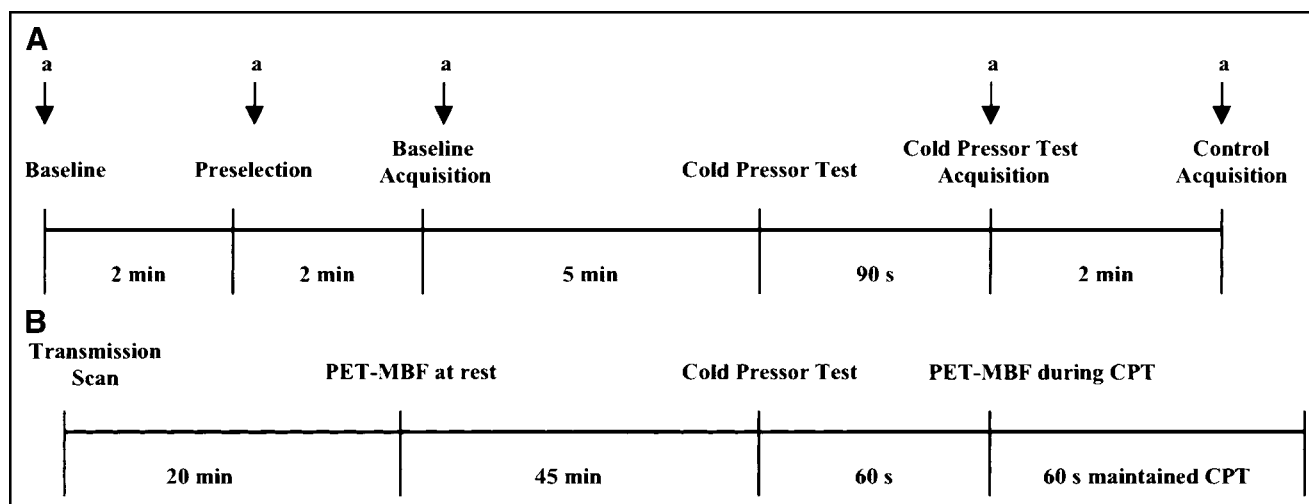 A
a a a a a
Baseline Preselection Baseline Acquisition Cold Pressor Test Cold Pressor Test Acquisition Control Acquisition
2 min 2 min 5 min 90 s 2 min
B
Transmission Scan PET-MBF at rest Cold Pressor Test PET-MBF during CPT
20 min 45 min 60 s 60 s maintained CPT